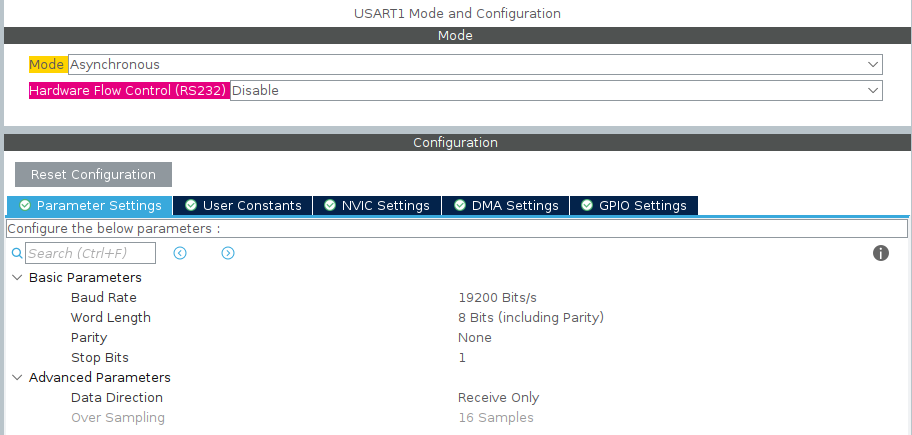 USART1 Mode and Configuration
Mode
Mode Asynchronous
Hardware Flow Control (RS232) Disable
Configuration
Reset Configuration
Parameter Settings User Constants NVIC Settings DMA Settings GPIO Settings
Configure the below parameters :
Search (Ctrl+F)
Basic Parameters
Baud Rate 19200 Bits/s
Word Length 8 Bits (including Parity)
Parity None
Stop Bits 1
Advanced Parameters
Data Direction Receive Only
Over Sampling 16 Samples